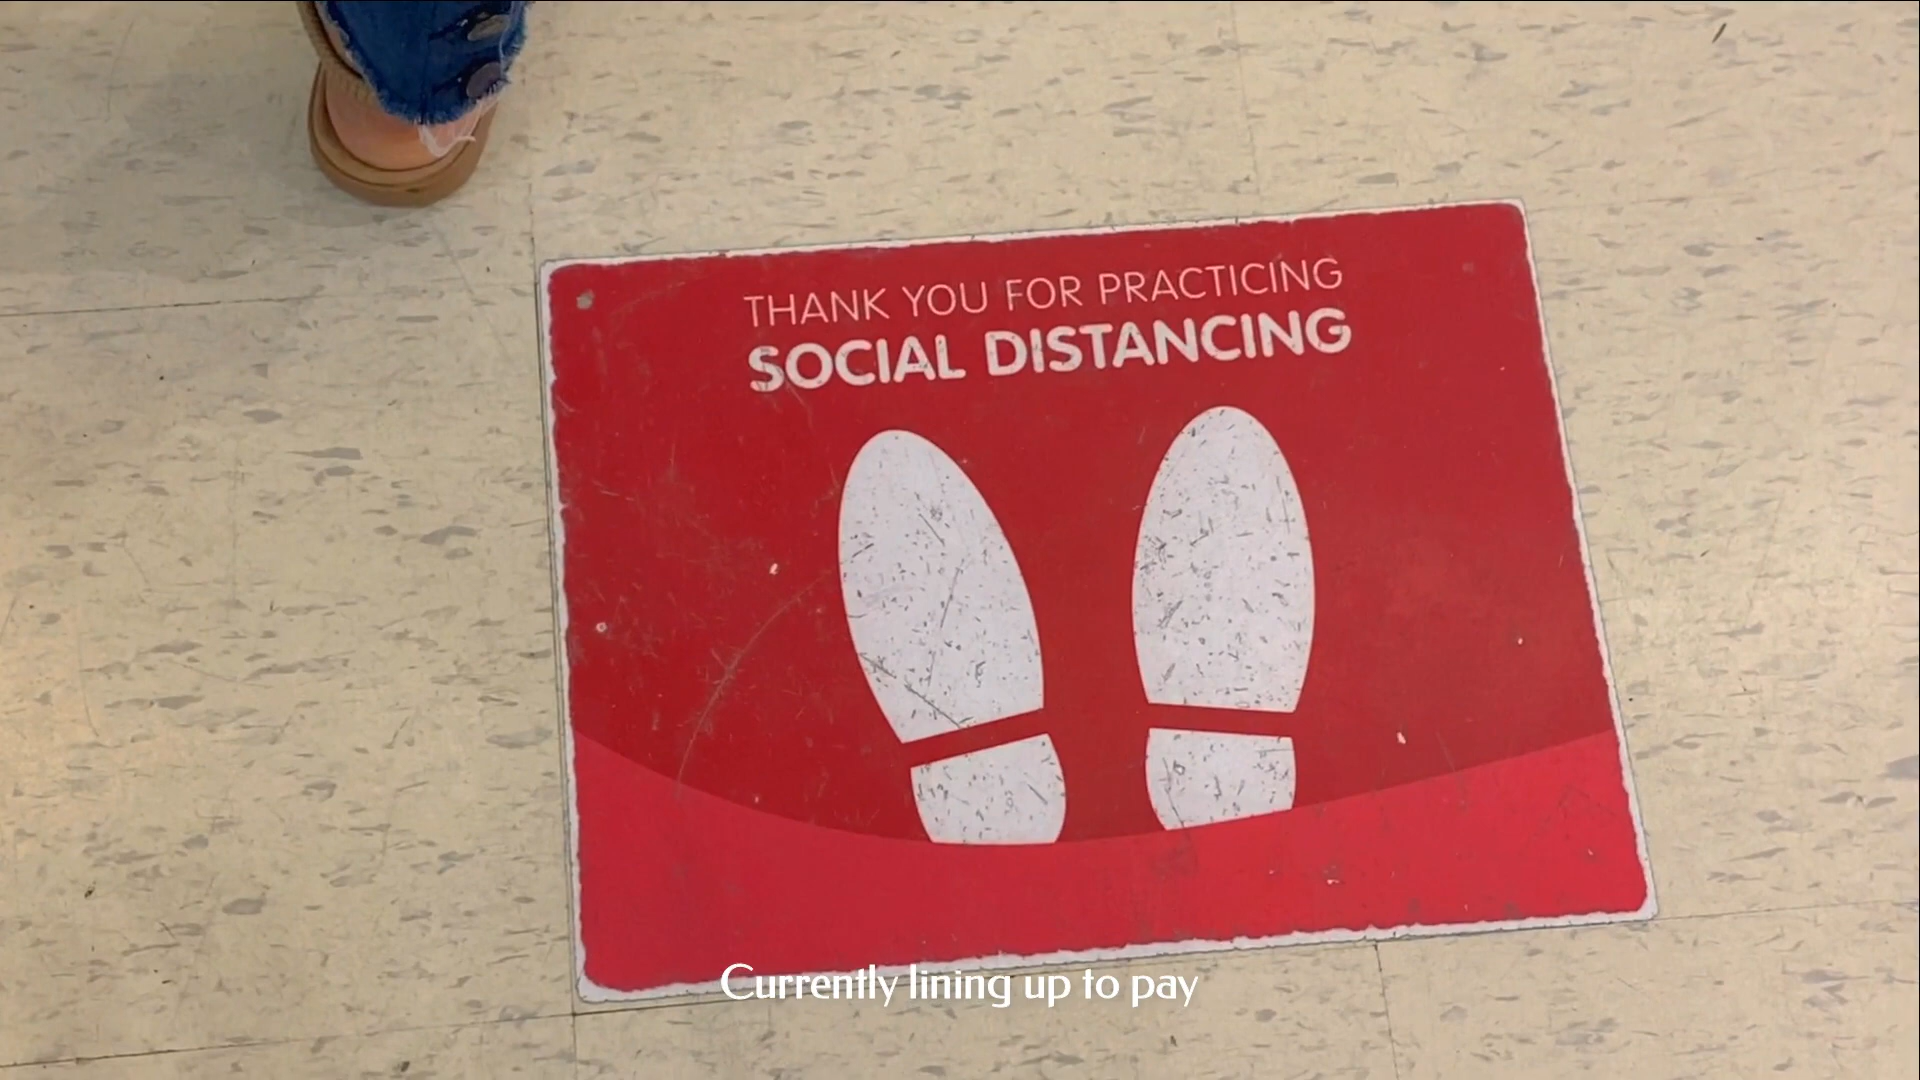 THANK YOU FOR PRACTICING
SOCIAL DISTANCING
Currently lining up to pay